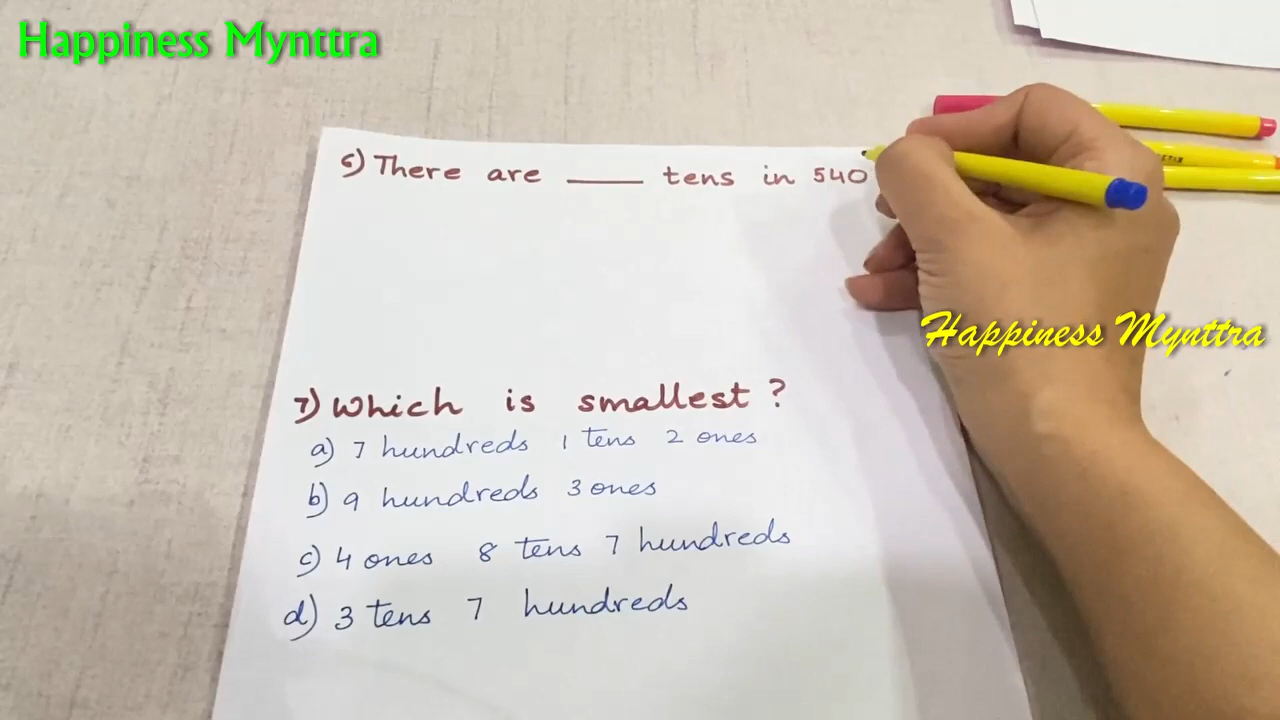 Happiness Mynttra
6) There are ____ tens in 540
Happiness Mynttra
7) Which is smallest ?
a) 7 hundreds 1 tens 2 ones
b) 9 hundreds 3 ones
c) 4 ones 8 tens 7 hundreds
d) 3 tens 7 hundreds